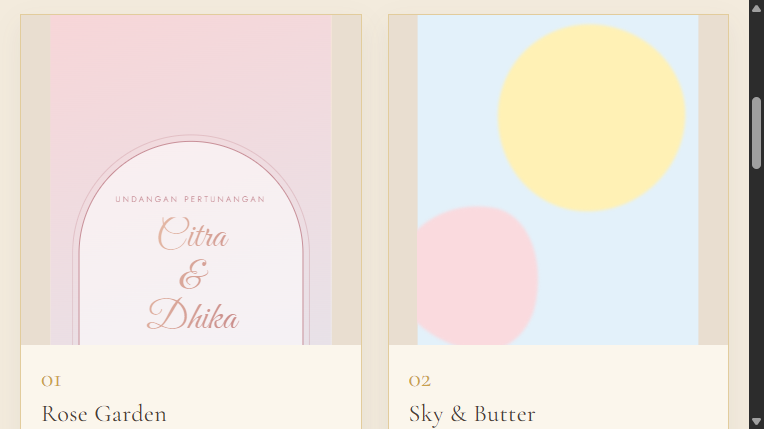 UNDANGAN PERTUNANGAN
Citra
&
Dhika
01
Rose Garden
02
Sky & Butter